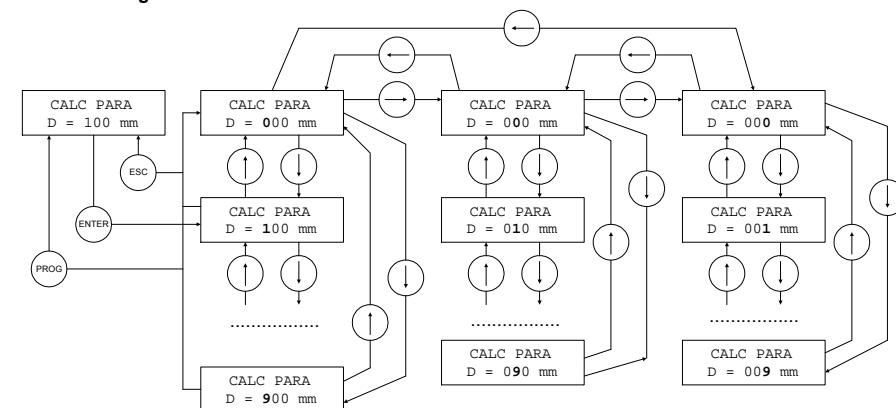 CALC PARA
D = 100 mm
CALC PARA
D = 000 mm
CALC PARA
D = 000 mm
CALC PARA
D = 000 mm
ESC
ENTER
PROG
CALC PARA
D = 100 mm
CALC PARA
D = 010 mm
CALC PARA
D = 001 mm
................
................
................
CALC PARA
D = 900 mm
CALC PARA
D = 090 mm
CALC PARA
D = 009 mm